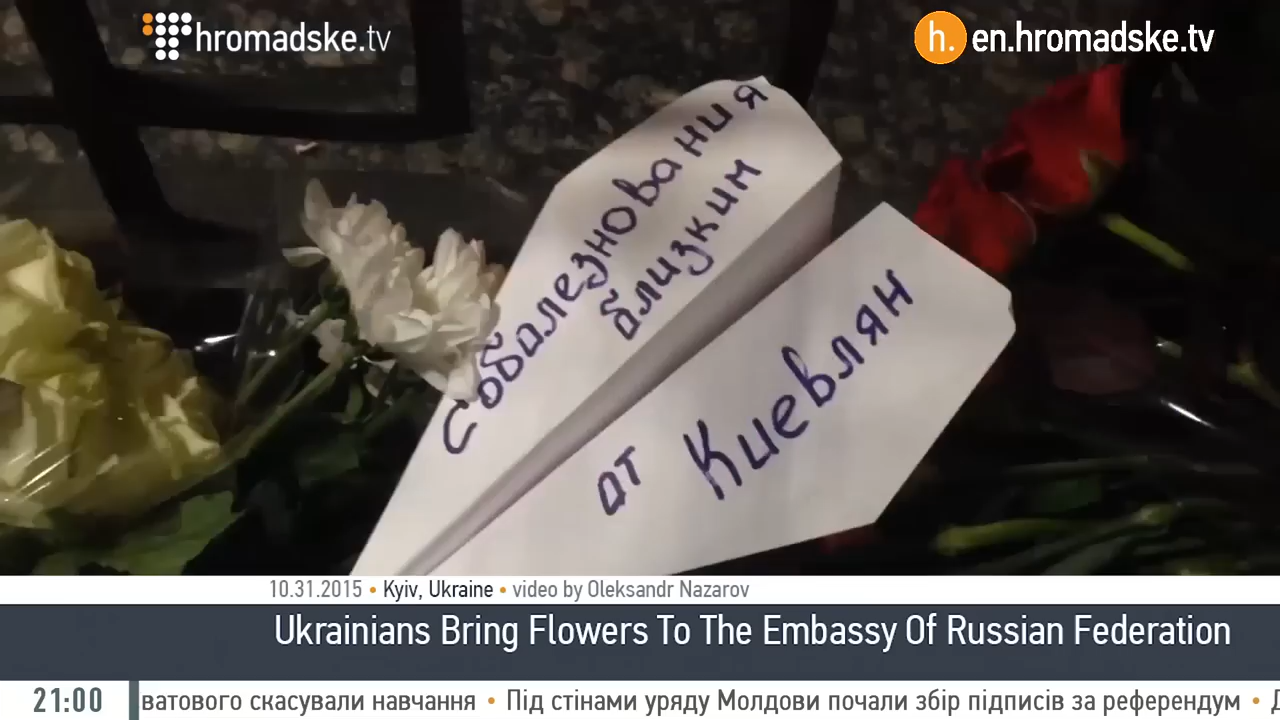 hromadske.tv
h. en.hromadske.tv
Соболезнования
близким
от Киевлян
10.31.2015 • Kyiv, Ukraine • video by Oleksandr Nazarov
Ukrainians Bring Flowers To The Embassy Of Russian Federation
21:00 ватового скасували навчання • Під стінами уряду Молдови почали збір підписів за референдум •